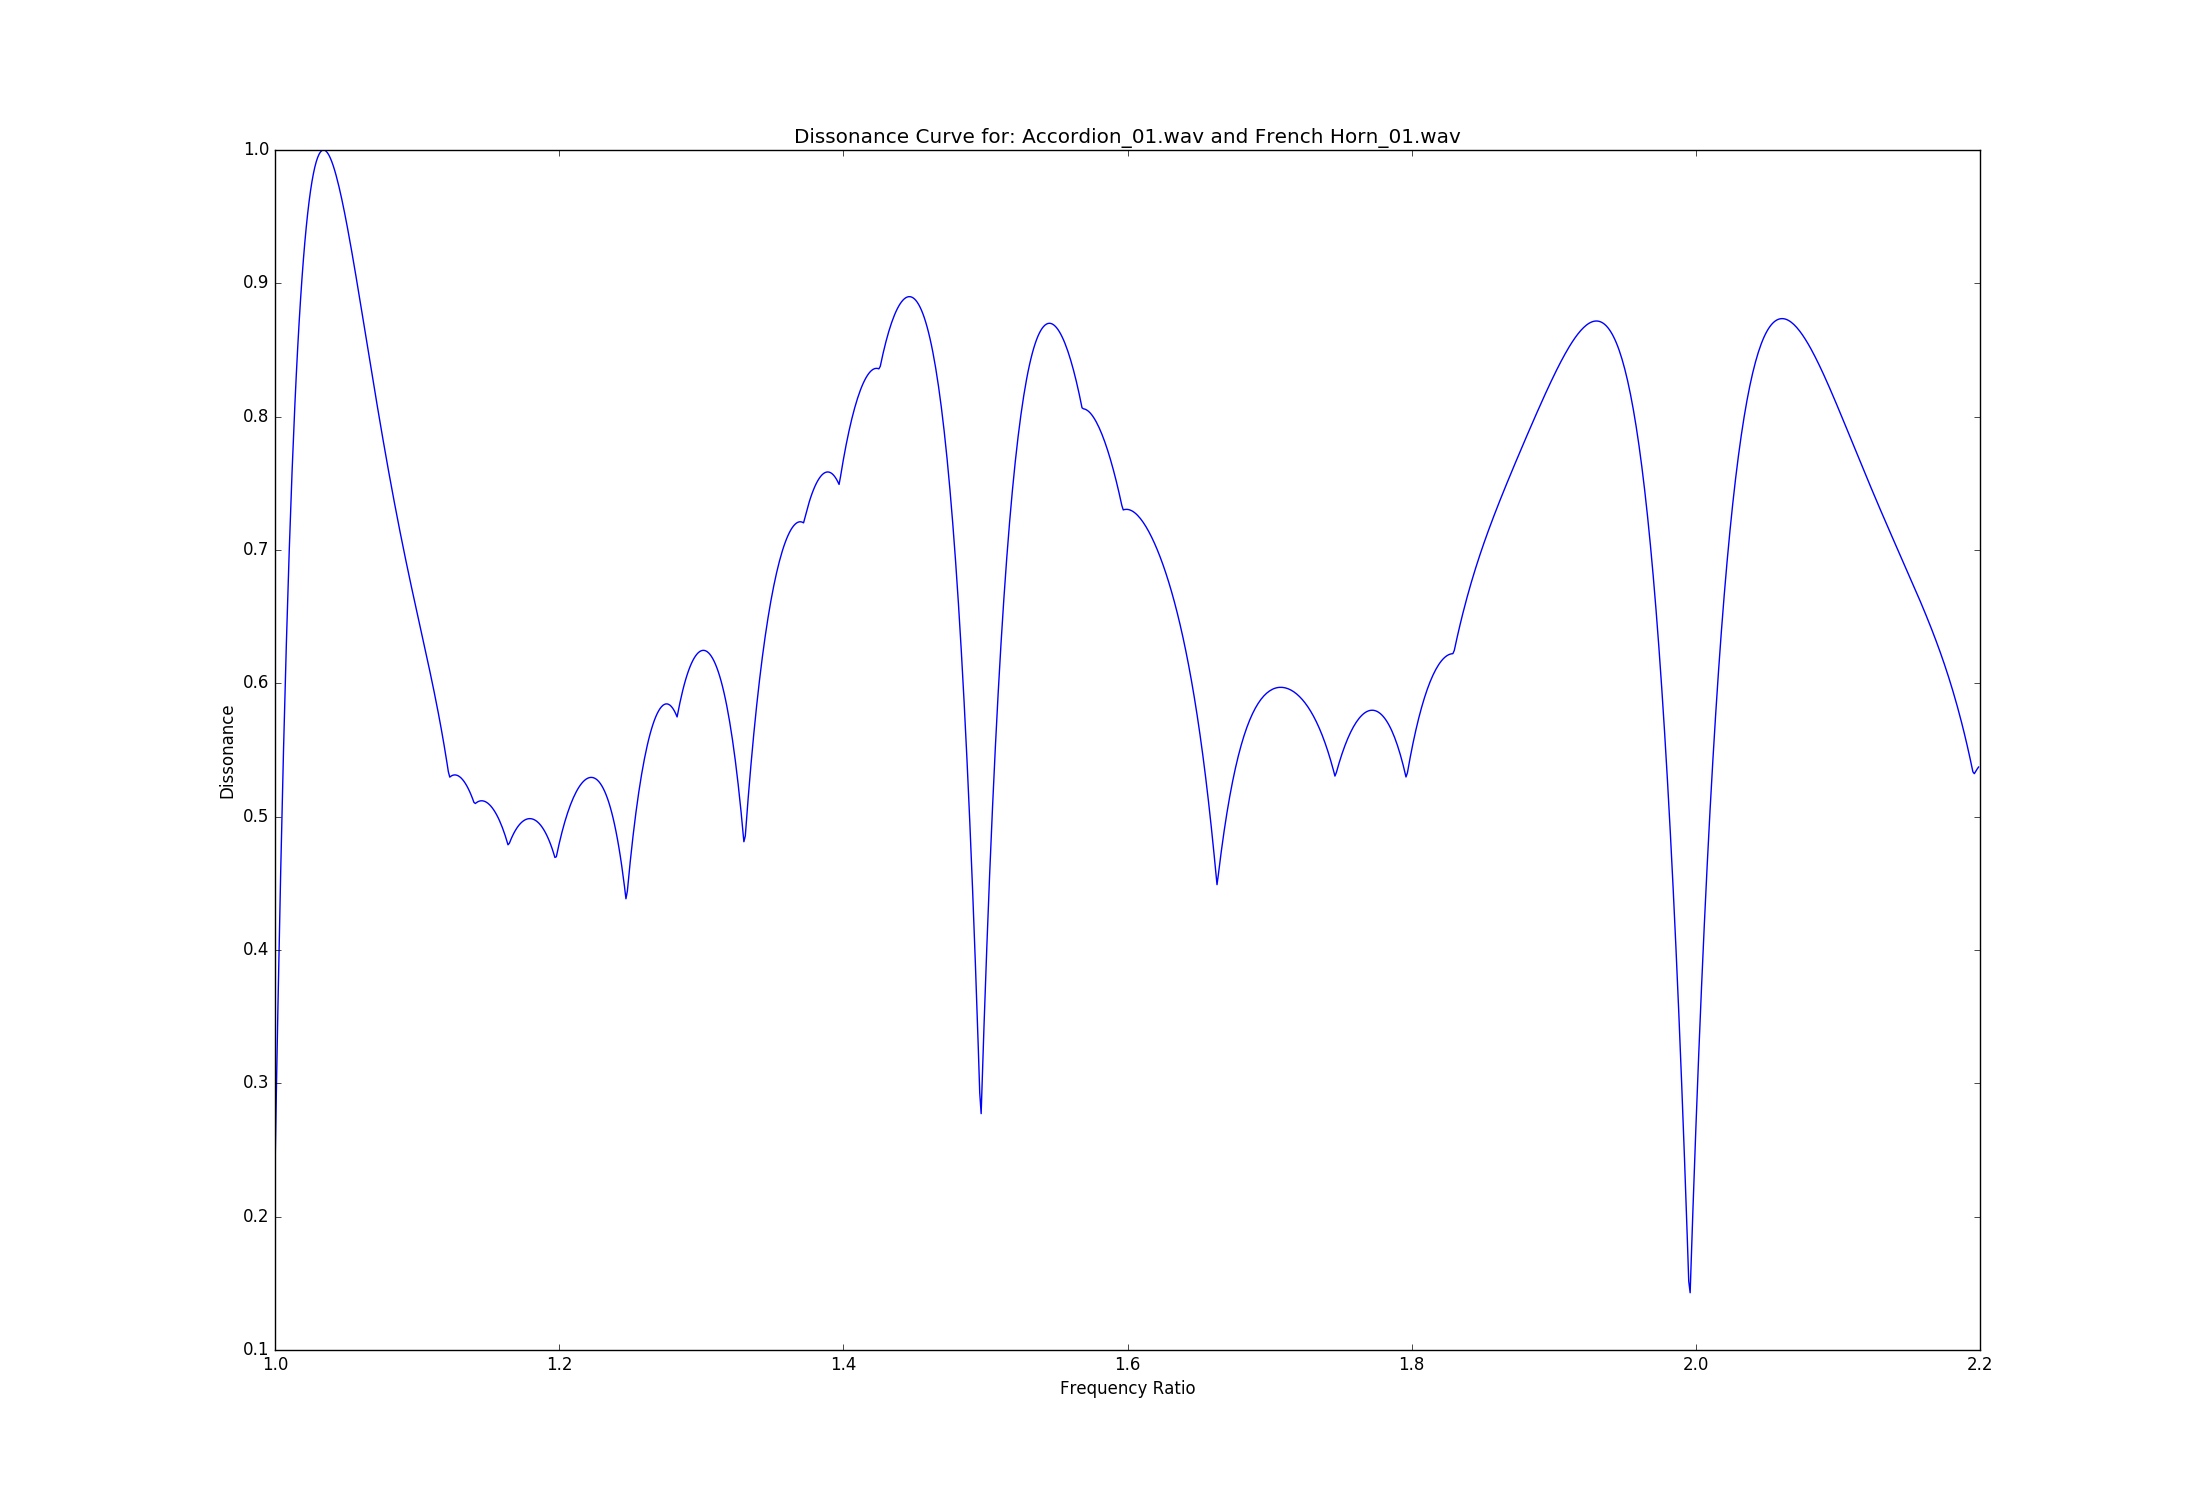 Dissonance Curve for: Accordion_01.wav and French Horn_01.wav
1.0
0.9
0.8
0.7
0.6
0.5
0.4
0.3
0.2
0.1
Dissonance
1.0 1.2 1.4 1.6 1.8 2.0 2.2
Frequency Ratio